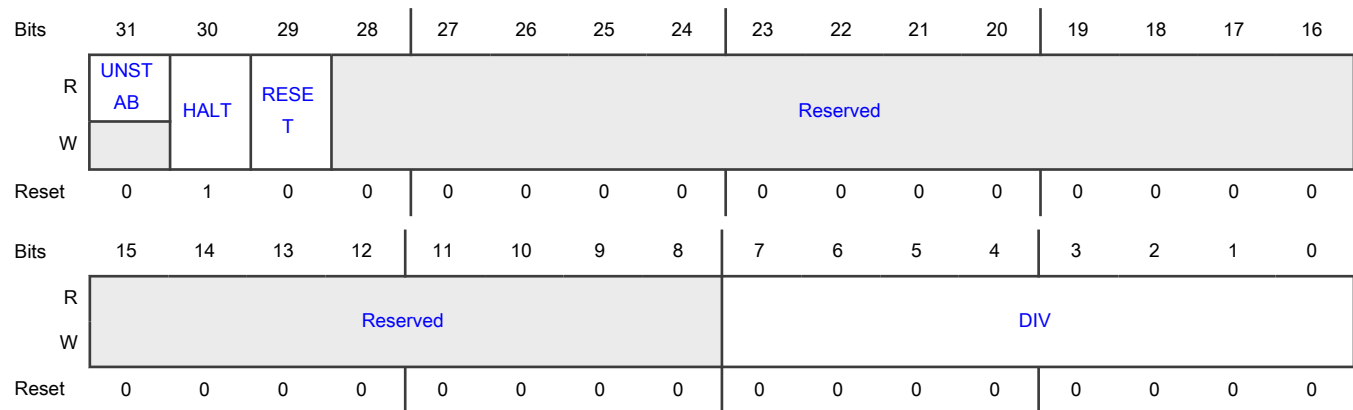 Bits 31 30 29 28 27 26 25 24 23 22 21 20 19 18 17 16
R UNST
AB HALT RESE
T Reserved
W
Reset 0 1 0 0 0 0 0 0 0 0 0 0 0 0 0 0
Bits 15 14 13 12 11 10 9 8 7 6 5 4 3 2 1 0
R Reserved DIV
W
Reset 0 0 0 0 0 0 0 0 0 0 0 0 0 0 0 0